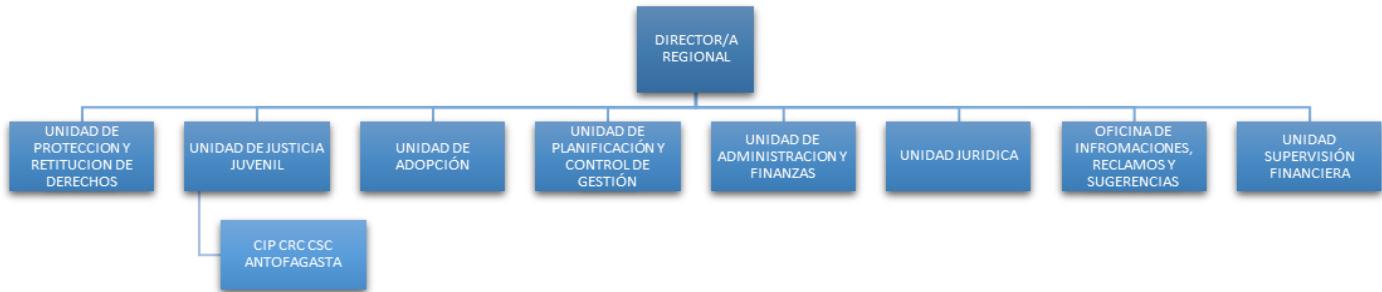 DIRECTOR/A
REGIONAL
UNIDAD DE
PROTECCION Y
RETITUCION DE
DERECHOS
UNIDAD DE JUSTICIA
JUVENIL
UNIDAD DE
ADOPCIÓN
UNIDAD DE
PLANIFICACIÓN Y
CONTROL DE
GESTIÓN
UNIDAD DE
ADMINISTRACION Y
FINANZAS
UNIDAD JURIDICA
OFICINA DE
INFROMACIONES,
RECLAMOS Y
SUGERENCIAS
UNIDAD
SUPERVISIÓN
FINANCIERA
CIP CRC CSC
ANTOFAGASTA